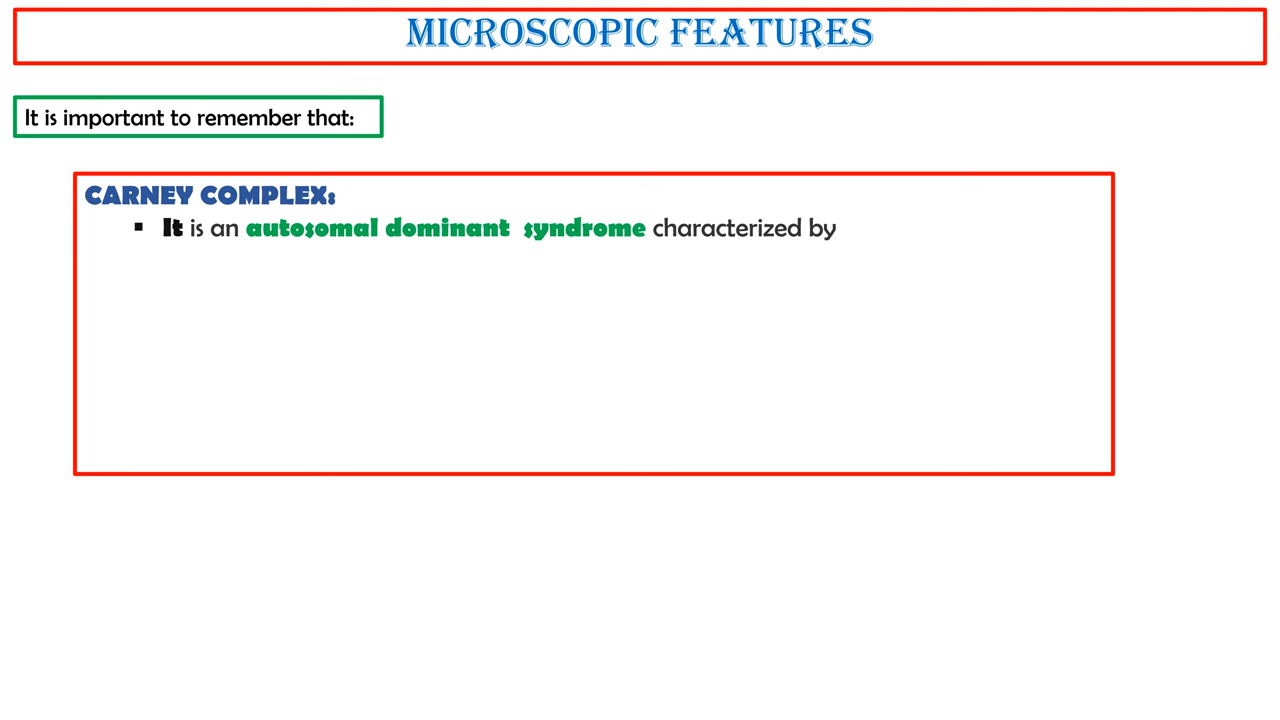 MICROSCOPIC FEATURES
It is important to remember that:
CARNEY COMPLEX:
▪ It is an autosomal dominant syndrome characterized by